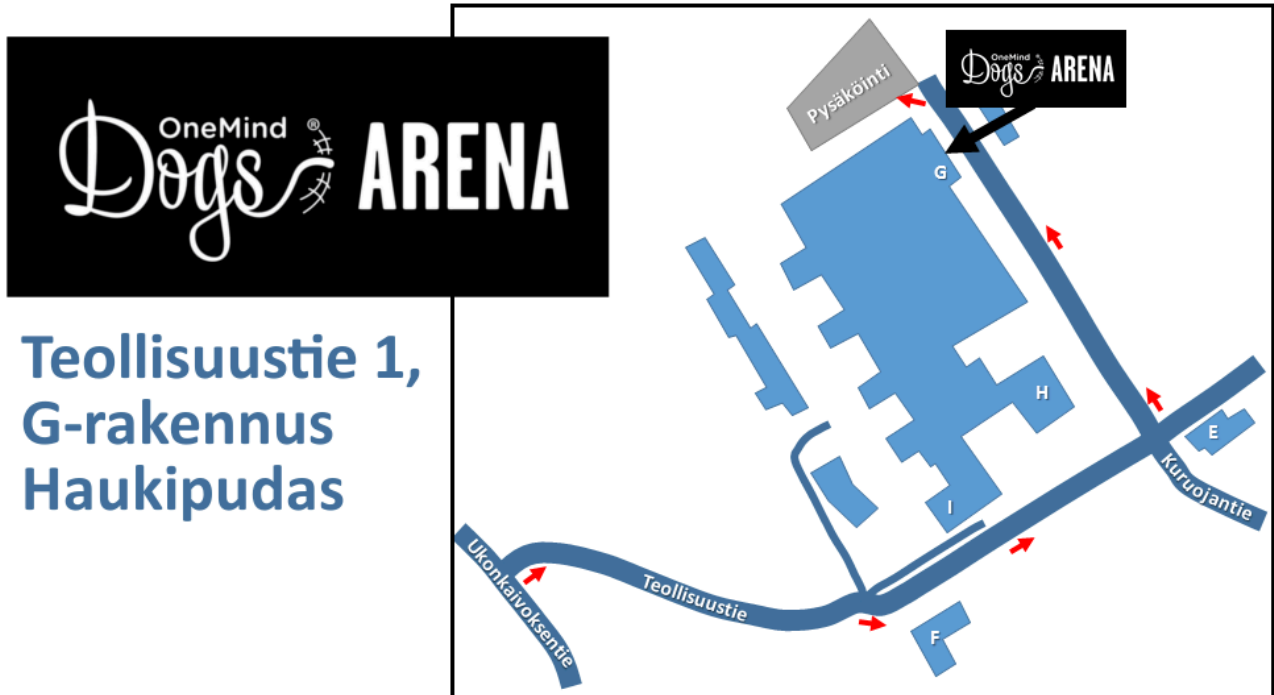 OneMind
Dogs ® ARENA
Teollisuustie 1,
G-rakennus
Haukipudas
OneMind
Dogs ARENA
Pysäköinti
G
H
E
I
Kuruojantie
Ukonkaivoksentie
Teollisuustie
F